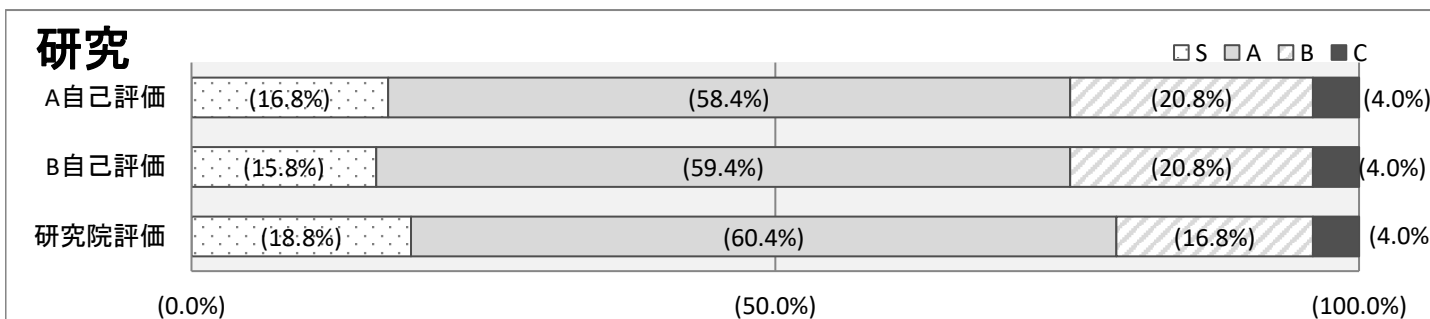 研究
S A B C
A自己評価 (16.8%) (58.4%) (20.8%) (4.0%)
B自己評価 (15.8%) (59.4%) (20.8%) (4.0%)
研究院評価 (18.8%) (60.4%) (16.8%) (4.0%
(0.0%) (50.0%) (100.0%)